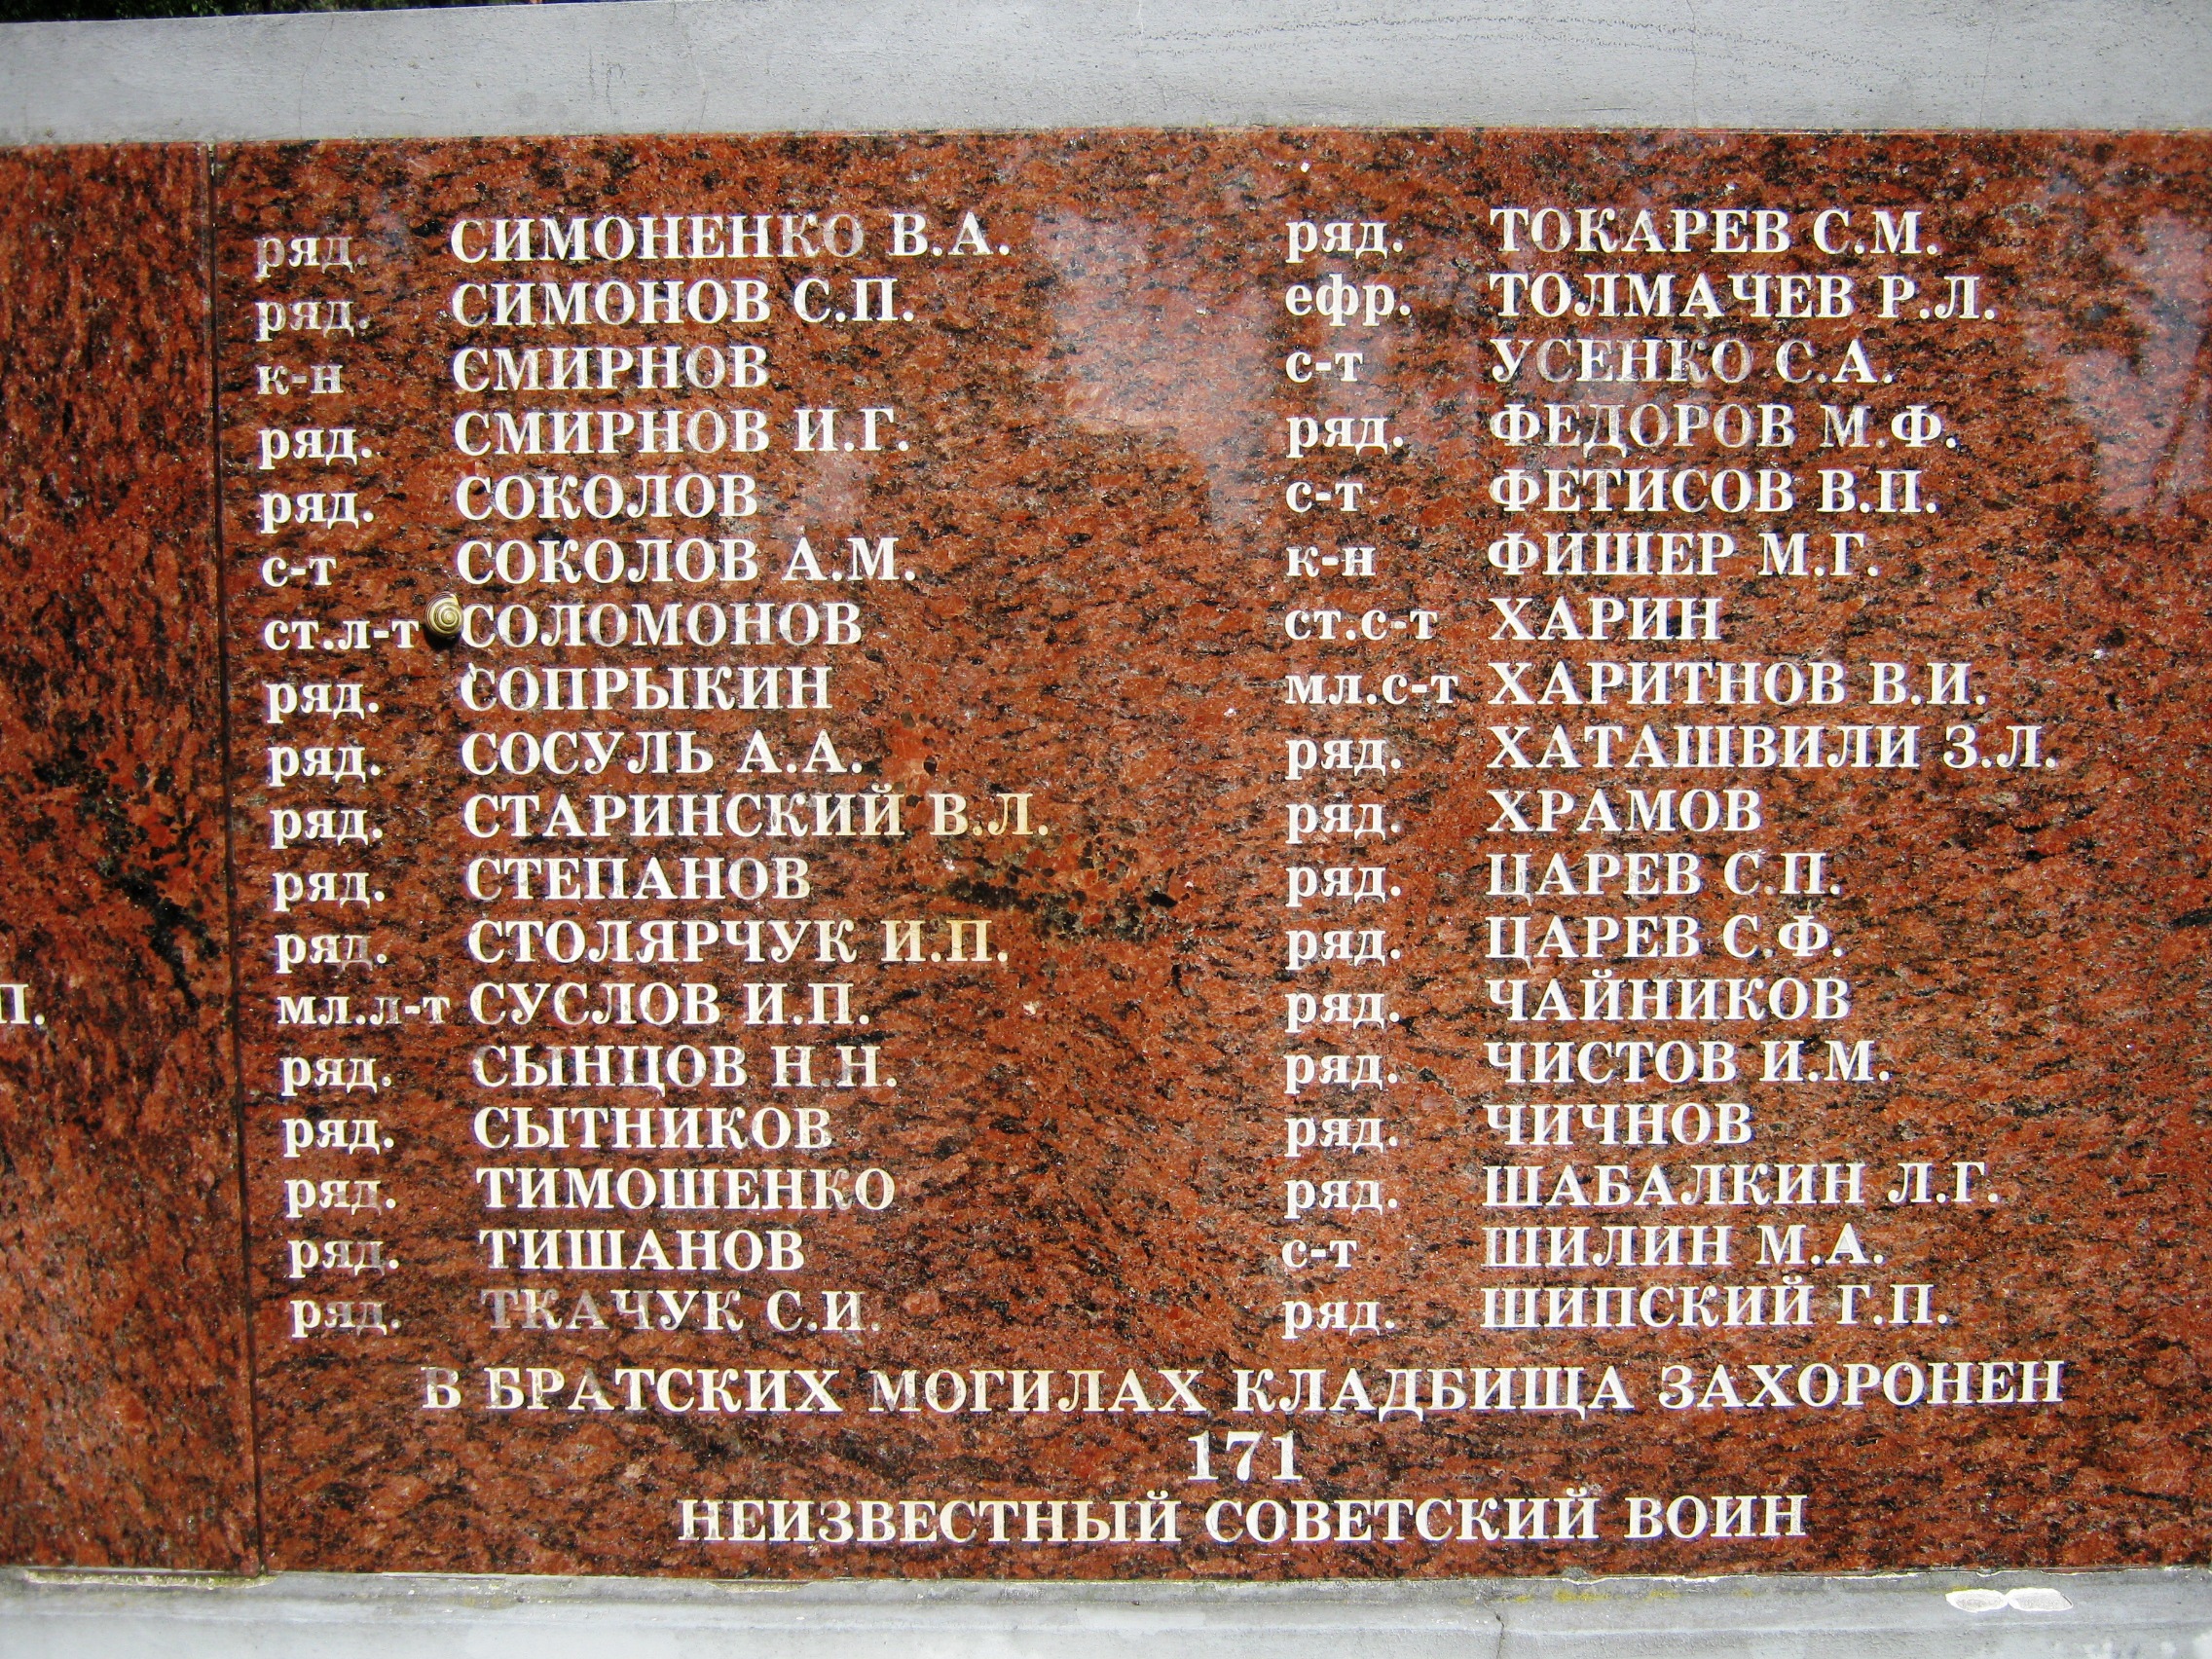 ряд. СИМОНЕНКО В.А.
ряд. СИМОНОВ С.П.
к-н СМИРНОВ
ряд. СМИРНОВ И.Г.
ряд. СОКОЛОВ
с-т СОКОЛОВ А.М.
ст.л-т СОЛОМОНОВ
ряд. СОПРЫКИН
ряд. СОСУЛЬ А.А.
ряд. СТАРИНСКИЙ В.Л.
ряд. СТЕПАНОВ
ряд. СТОЛЯРЧУК И.П.
П.
мл.л-т СУСЛОВ И.П.
ряд. СЫНЦОВ Н.Н.
ряд. СЫТНИКОВ
ряд. ТИМОШЕНКО
ряд. ТИШАНОВ
ряд. ТКАЧУК С.И.
ряд. ТОКАРЕВ С.М.
ефр. ТОЛМАЧЕВ Р.Л.
с-т УСЕНКО С.А.
ряд. ФЕДОРОВ М.Ф.
с-т ФЕТИСОВ В.П.
к-н ФИШЕР М.Г.
ст.с-т ХАРИН
мл.с-т ХАРИТНОВ В.И.
ряд. ХАТАШВИЛИ З.Л.
ряд. ХРАМОВ
ряд. ЦАРЕВ С.П.
ряд. ЦАРЕВ С.Ф.
ряд. ЧАЙНИКОВ
ряд. ЧИСТОВ И.М.
ряд. ЧИЧНОВ
ряд. ШАБАЛКИН Л.Г.
с-т ШИЛИН М.А.
ряд. ШИПСКИЙ Г.П.
В БРАТСКИХ МОГИЛАХ КЛАДБИЩА ЗАХОРОНЕН
171
НЕИЗВЕСТНЫЙ СОВЕТСКИЙ ВОИН